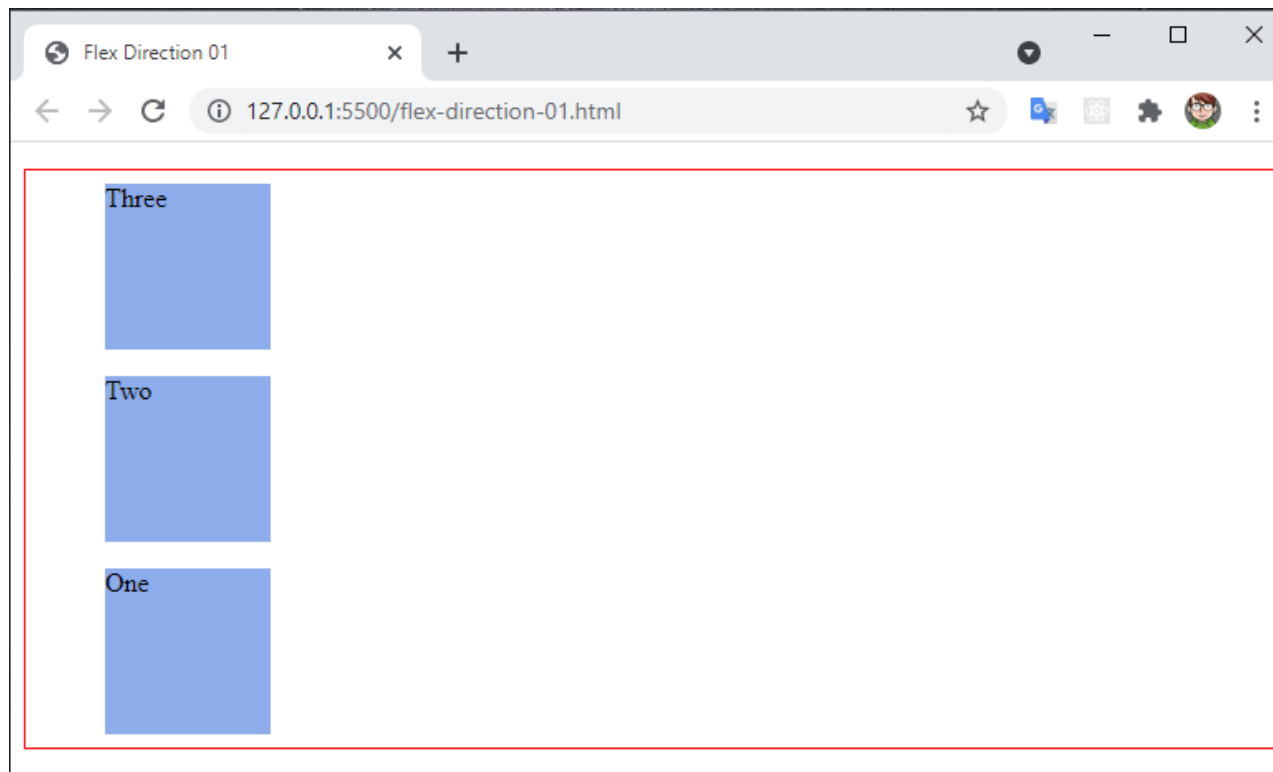 Flex Direction 01
127.0.0.1:5500/flex-direction-01.html
Three
Two
One